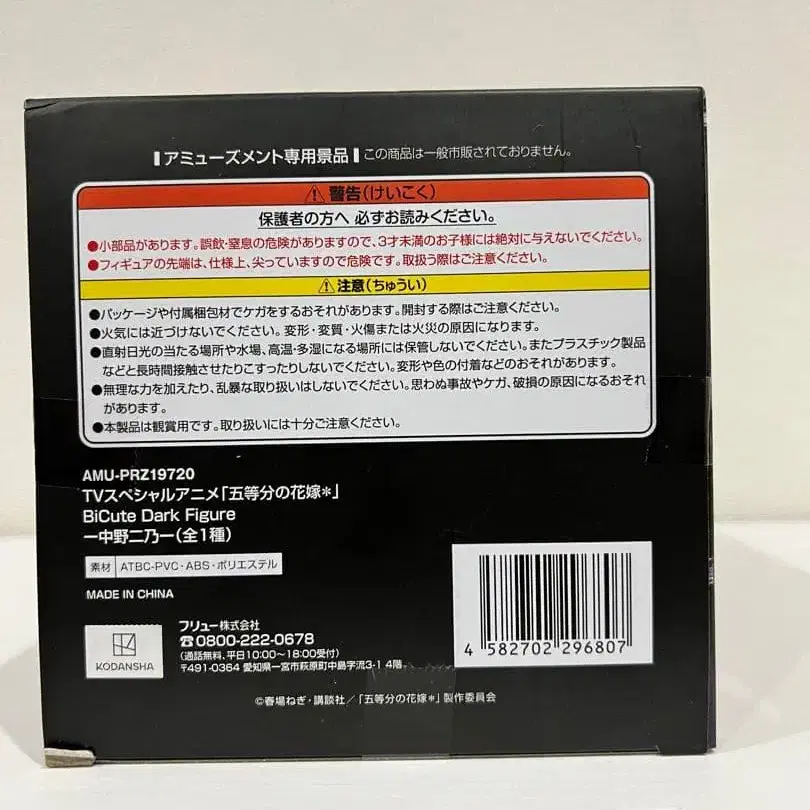 アミューズメント専用景品 この商品は一般市販されておりません。
警告(けいこく)
保護者の方へ 必ずお読みください。
●小部品があります。誤飲・窒息の危険がありますので、3才未満のお子様には絶対に与えないでください。
●フィギュアの先端は、仕様上、尖っていますので危険です。取扱う際はご注意ください。
注意(ちゅうい)
●パッケージや付属梱包材でケガをするおそれがあります。開封する際はご注意ください。
●火気には近づけないでください。変形・変質・火傷または火災の原因になります。
●直射日光の当たる場所や水場、高温・多湿になる場所には保管しないでください。またプラスチック製品
などと長時間接触させたりこすったりしないでください。変形や色の付着などのおそれがあります。
●無理な力を加えたり、乱暴な取り扱いはしないでください。思わぬ事故やケガ、破損の原因になるおそれ
があります。
●本製品は観賞用です。取り扱いには十分ご注意ください。
AMU-PRZ19720
TVスペシャルアニメ「五等分の花嫁*」
BiCute Dark Figure
ー中野二乃ー(全1種)
素材 ATBC-PVC・ABS・ポリエステル
MADE IN CHINA
KODANSHA
フリュー株式会社
☎0800-222-0678
(通話無料、平日10:00~18:00受付)
〒491-0364 愛知県一宮市萩原町中島字流3-1 4階
4 582702 296807
©春場ねぎ・講談社/「五等分の花嫁*」製作委員会